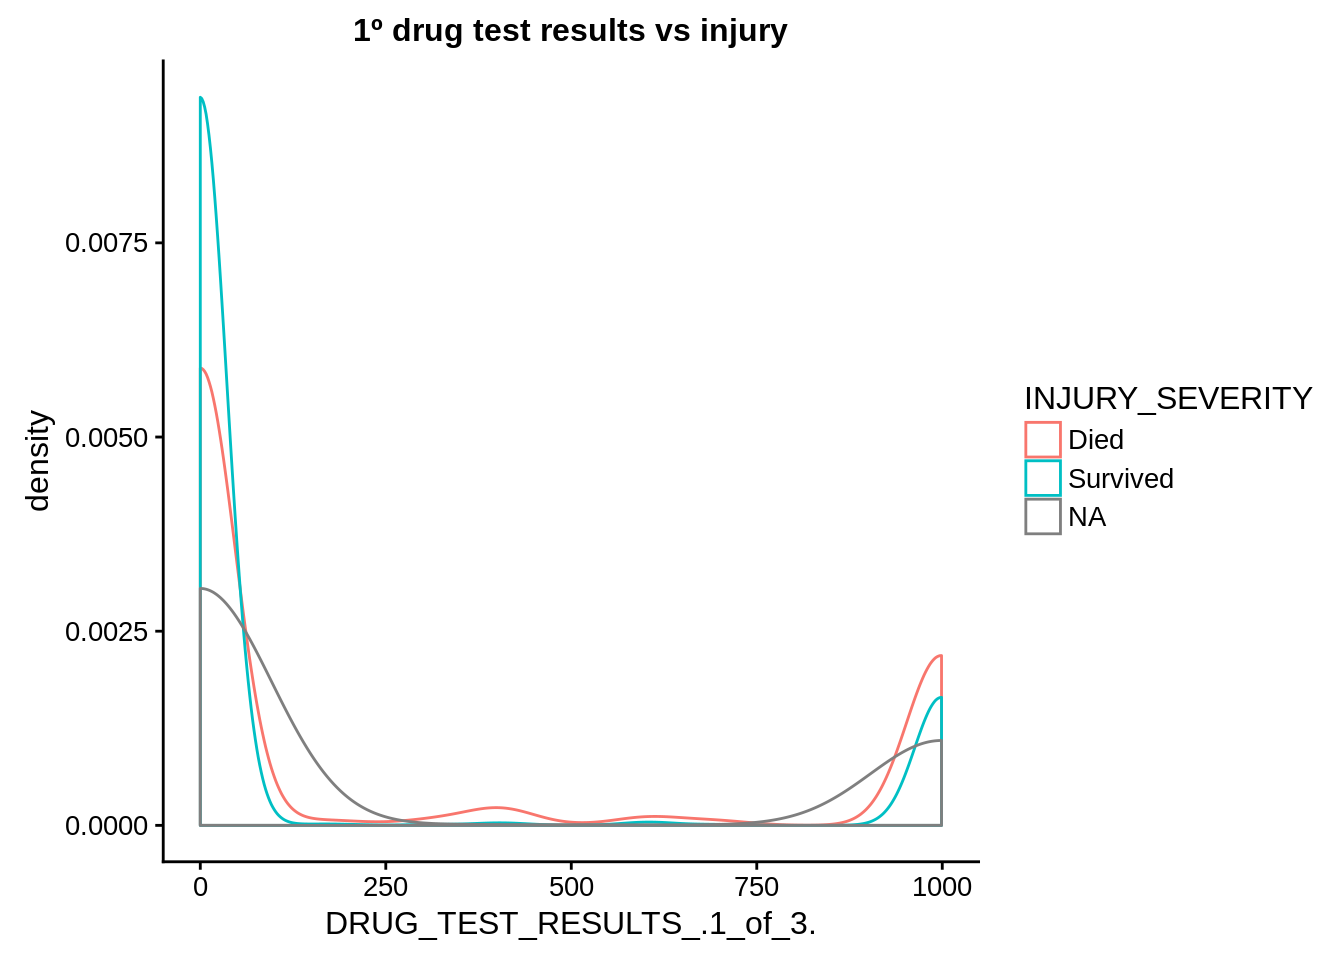 1º drug test results vs injury
density
0.0075
0.0050
0.0025
0.0000
0 250 500 750 1000
DRUG_TEST_RESULTS_.1_of_3.
INJURY_SEVERITY
Died
Survived
NA